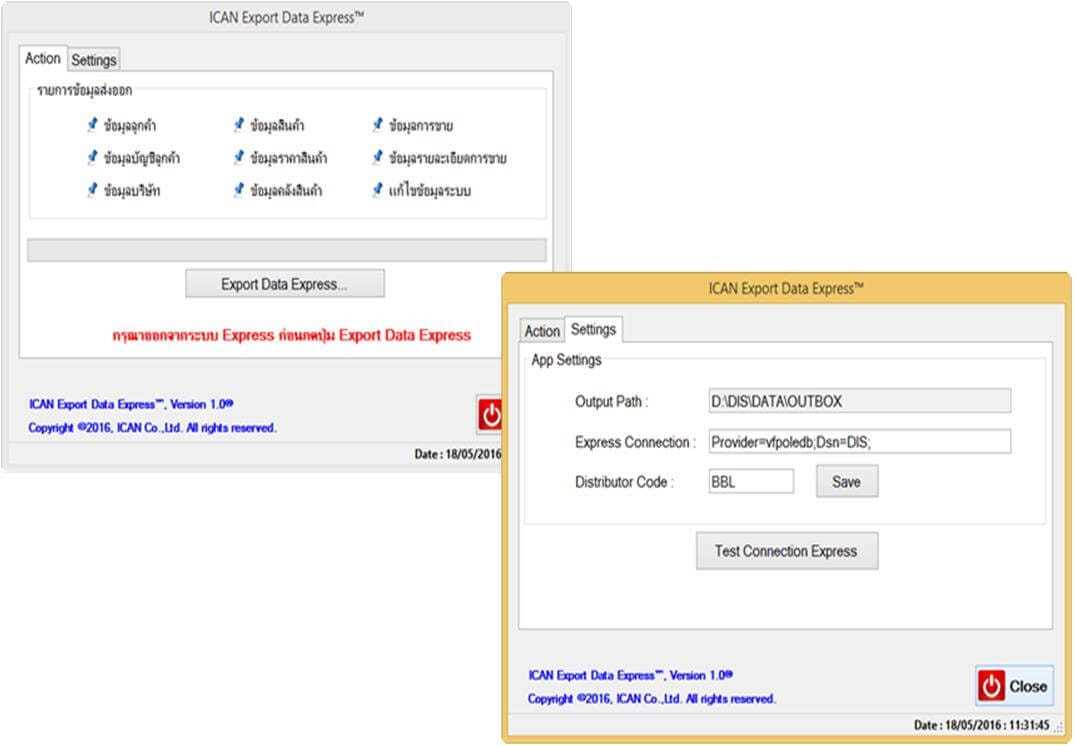 ICAN Export Data Express™
Action Settings
รายการข้อมูลส่งออก
ข้อมูลลูกค้า ข้อมูลสินค้า ข้อมูลการขาย
ข้อมูลบัญชีลูกค้า ข้อมูลราคาสินค้า ข้อมูลรายละเอียดการขาย
ข้อมูลบริษัท ข้อมูลคลังสินค้า แก้ไขข้อมูลระบบ
Export Data Express...
กรุณาออกจากระบบ Express ก่อนกดปุ่ม Export Data Express
ICAN Export Data Express™, Version 1.0®
Copyright ©2016, ICAN Co.,Ltd. All rights reserved.
Date : 18/05/2016
ICAN Export Data Express™
Action Settings
App Settings
Output Path : D:\DIS\DATA\OUTBOX
Express Connection : Provider=vfpoledb;Dsn=DIS;
Distributor Code : BBL Save
Test Connection Express
ICAN Export Data Express™, Version 1.0®
Copyright ©2016, ICAN Co.,Ltd. All rights reserved.
Close
Date : 18/05/2016 : 11:31:45